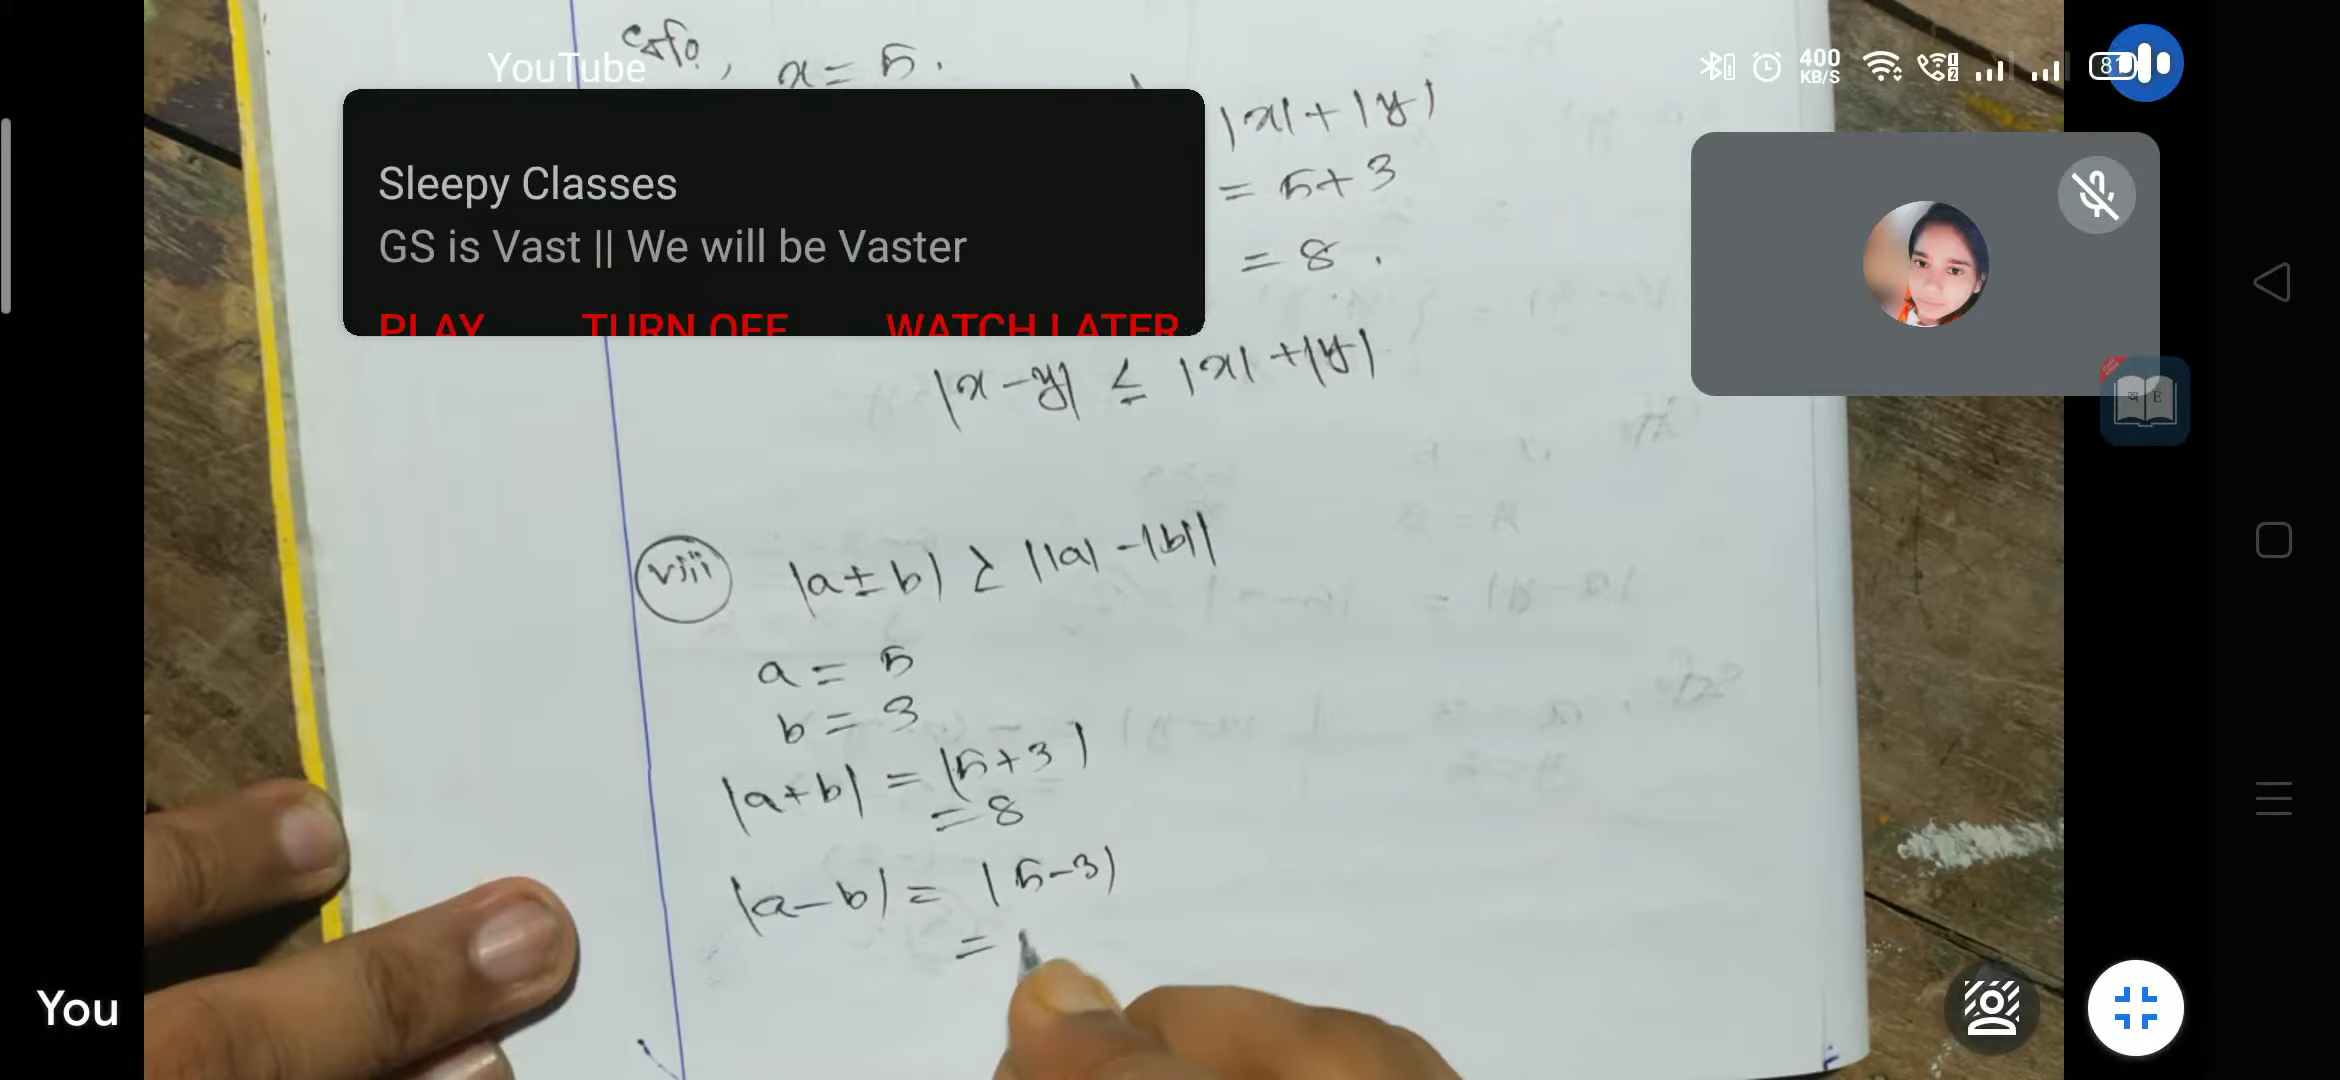 YouTube
x = 5.
Sleepy Classes
GS is Vast || We will be Vaster
PLAY TURN OFF WATCH LATER
400 KB/S
|x| + |y|
= 5 + 3
= 8 .
|x - y| ≤ |x| + |y|
viii |a ± b| ≥ ||a| - |b||
a = 5
b = 3
|a + b| = |5 + 3|
= 8
|a - b| = |5 - 3|
=
You